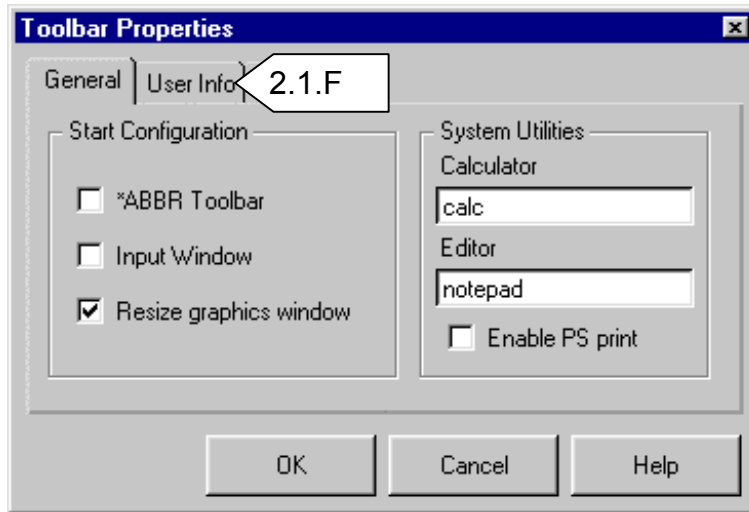 Toolbar Properties
General
User Info
2.1.F
Start Configuration
*ABBR Toolbar
Input Window
Resize graphics window
System Utilities
Calculator
calc
Editor
notepad
Enable PS print
OK
Cancel
Help